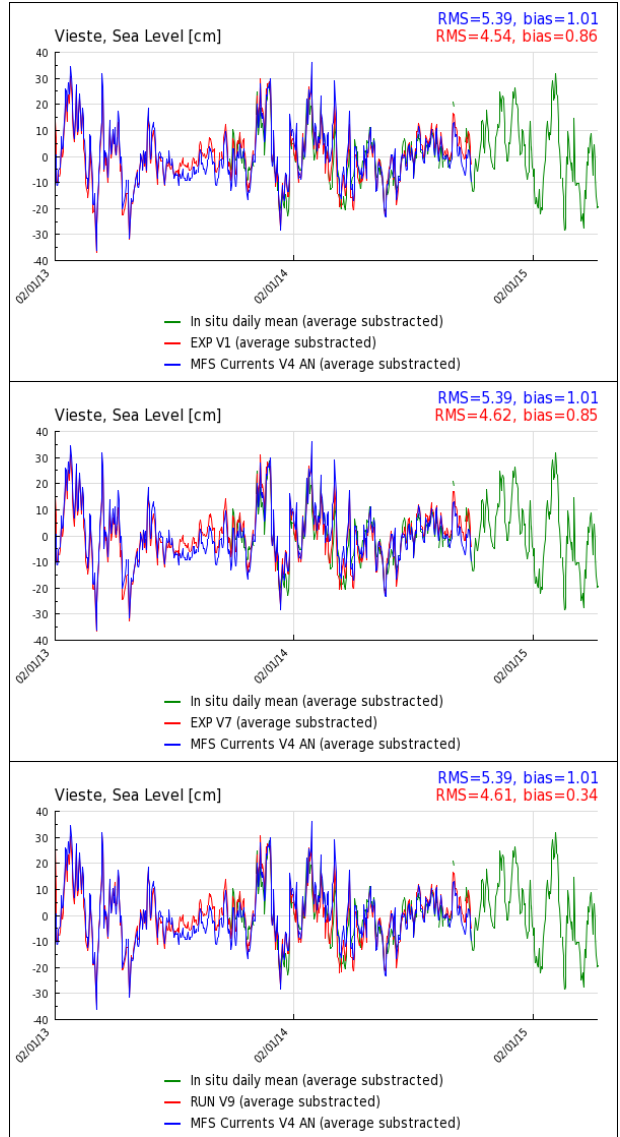 RMS=5.39, bias=1.01
Vieste, Sea Level [cm]
RMS=4.54, bias=0.86
40
30
20
10
0
-10
-20
-30
-40
02/01/13
02/01/14
02/01/15
In situ daily mean (average substracted)
EXP V1 (average substracted)
MFS Currents V4 AN (average substracted)
RMS=5.39, bias=1.01
Vieste, Sea Level [cm]
RMS=4.62, bias=0.85
40
30
20
10
0
-10
-20
-30
-40
02/01/13
02/01/14
02/01/15
In situ daily mean (average substracted)
EXP V7 (average substracted)
MFS Currents V4 AN (average substracted)
RMS=5.39, bias=1.01
Vieste, Sea Level [cm]
RMS=4.61, bias=0.34
40
30
20
10
0
-10
-20
-30
-40
02/01/13
02/01/14
02/01/15
In situ daily mean (average substracted)
RUN V9 (average substracted)
MFS Currents V4 AN (average substracted)